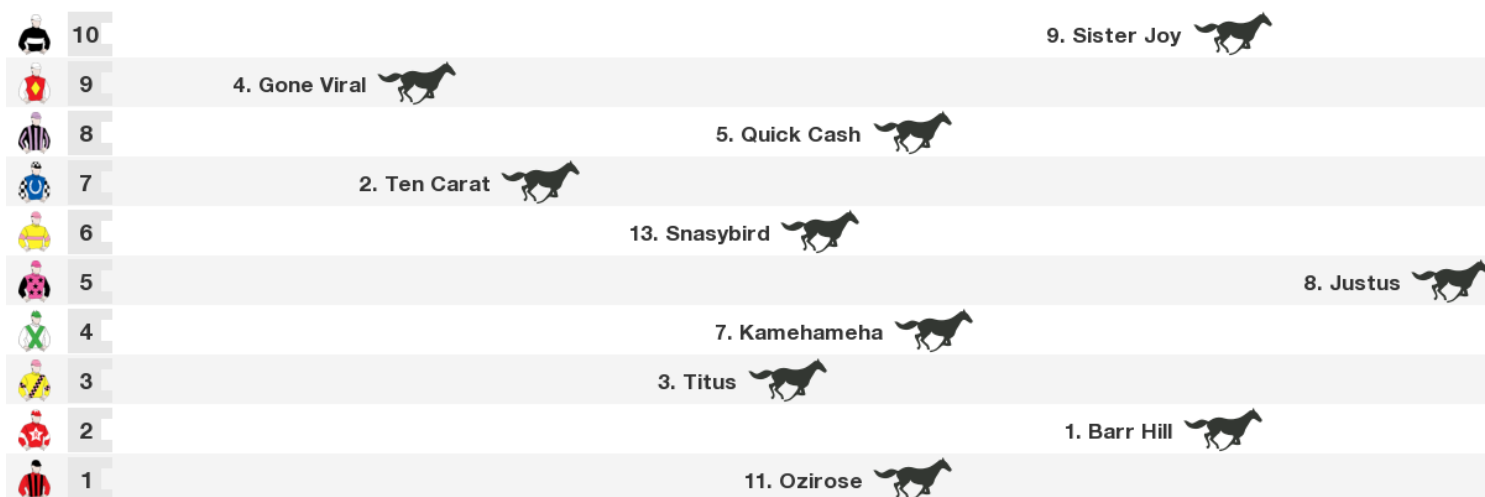 10 9. Sister Joy
9 4. Gone Viral
8 5. Quick Cash
7 2. Ten Carat
6 13. Snasybird
5 8. Justus
4 7. Kamehameha
3 3. Titus
2 1. Barr Hill
1 11. Ozirose